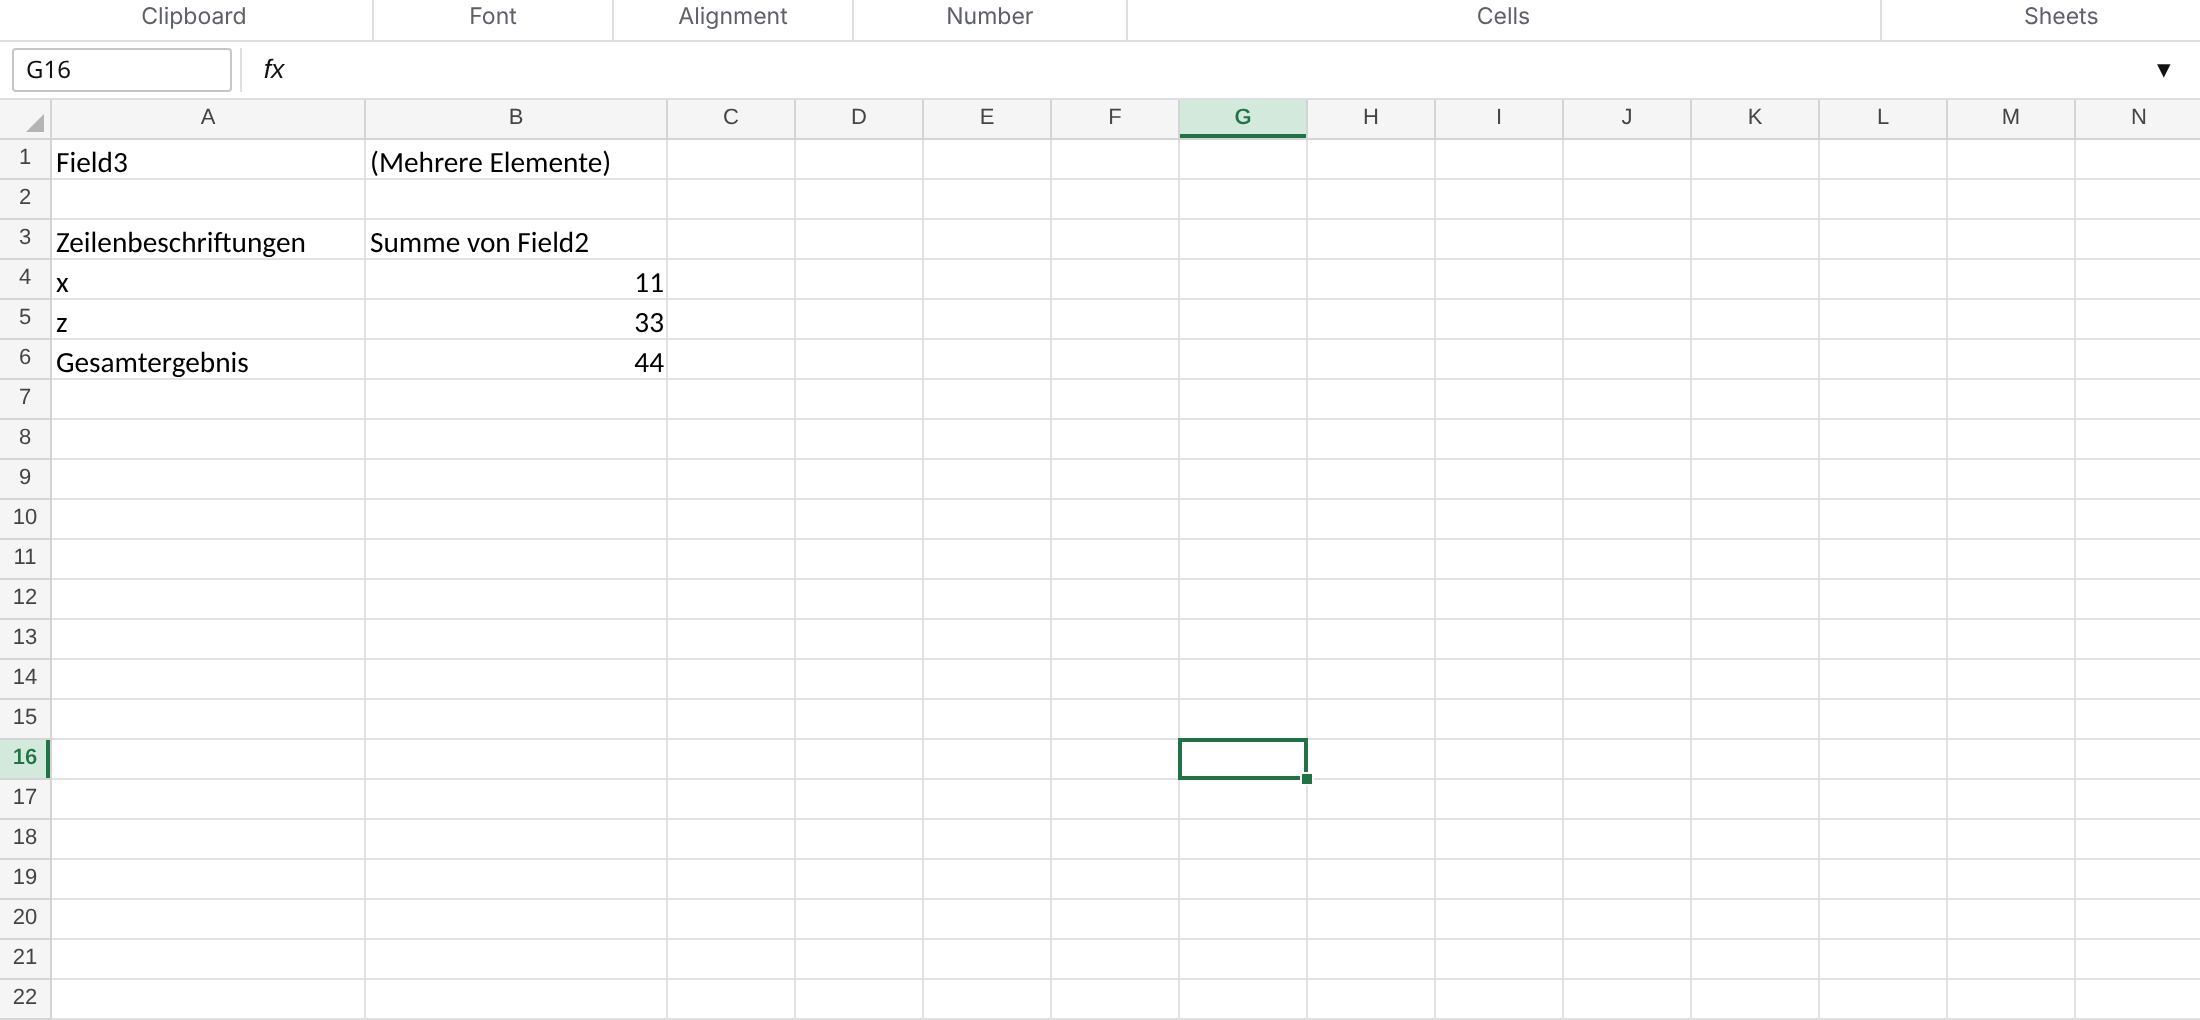 Clipboard Font Alignment Number Cells Sheets
G16 fx ▼
A B C D E F G H I J K L M N
1 Field3 (Mehrere Elemente)
2
3 Zeilenbeschriftungen Summe von Field2
4 x 11
5 z 33
6 Gesamtergebnis 44
7
8
9
10
11
12
13
14
15
16
17
18
19
20
21
22